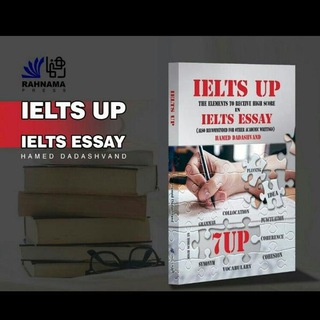 رهنما
RAHNAMA
PRESS
IELTS UP
IELTS ESSAY
HAMED DADASHVAND
IELTS UP
IELTS UP
THE ELEMENTS TO RECEIVE HIGH SCORE
IN
IELTS ESSAY
(ALSO RECOMMENDED FOR OTHER ACADEMIC WRITINGS)
HAMED DADASHVAND
PLANNING
IDEA
COLLOCATION
PUNCTUATION
GRAMMAR
7UP
COHERENCE
SYNONYM
COHESION
VOCABULARY